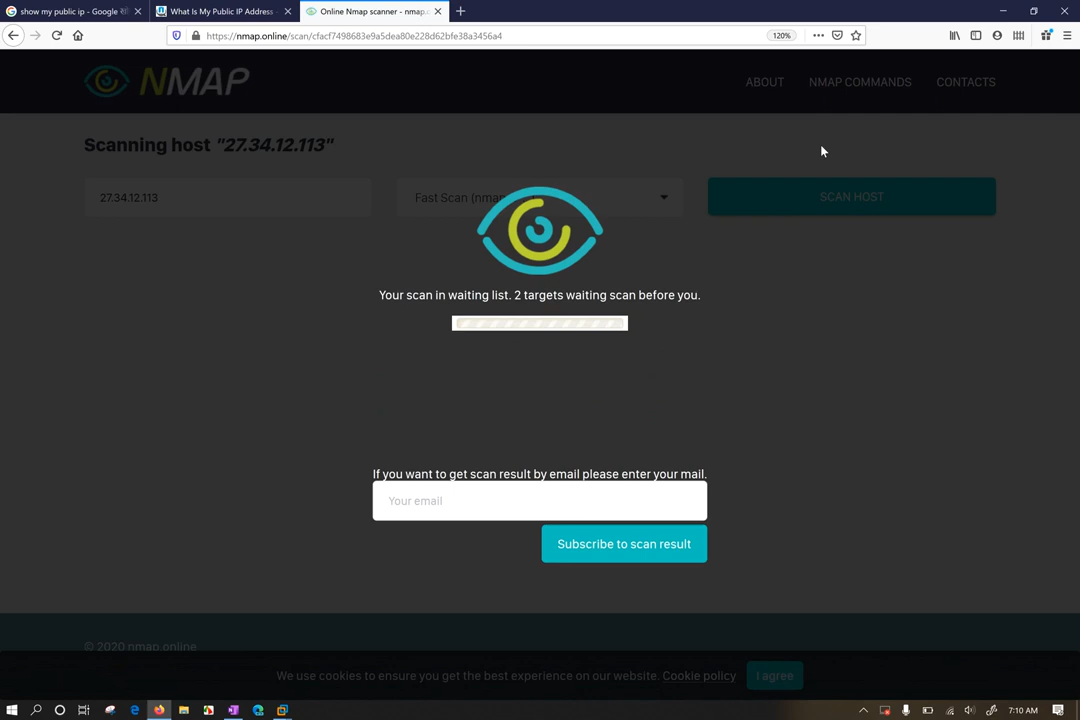 show my public ip - Google
What Is My Public IP Address -
Online Nmap scanner - nmap.
https://nmap.online/scan/cfacf7498683e9a5dea80e228d62bfe38a3456a4
120%
NMAP
ABOUT
NMAP COMMANDS
CONTACTS
Scanning host "27.34.12.113"
27.34.12.113
Fast Scan (nmap
SCAN HOST
Your scan in waiting list. 2 targets waiting scan before you.
If you want to get scan result by email please enter your mail.
Your email
Subscribe to scan result
© 2020 nmap.online
We use cookies to ensure you get the best experience on our website. Cookie policy
I agree
7:10 AM